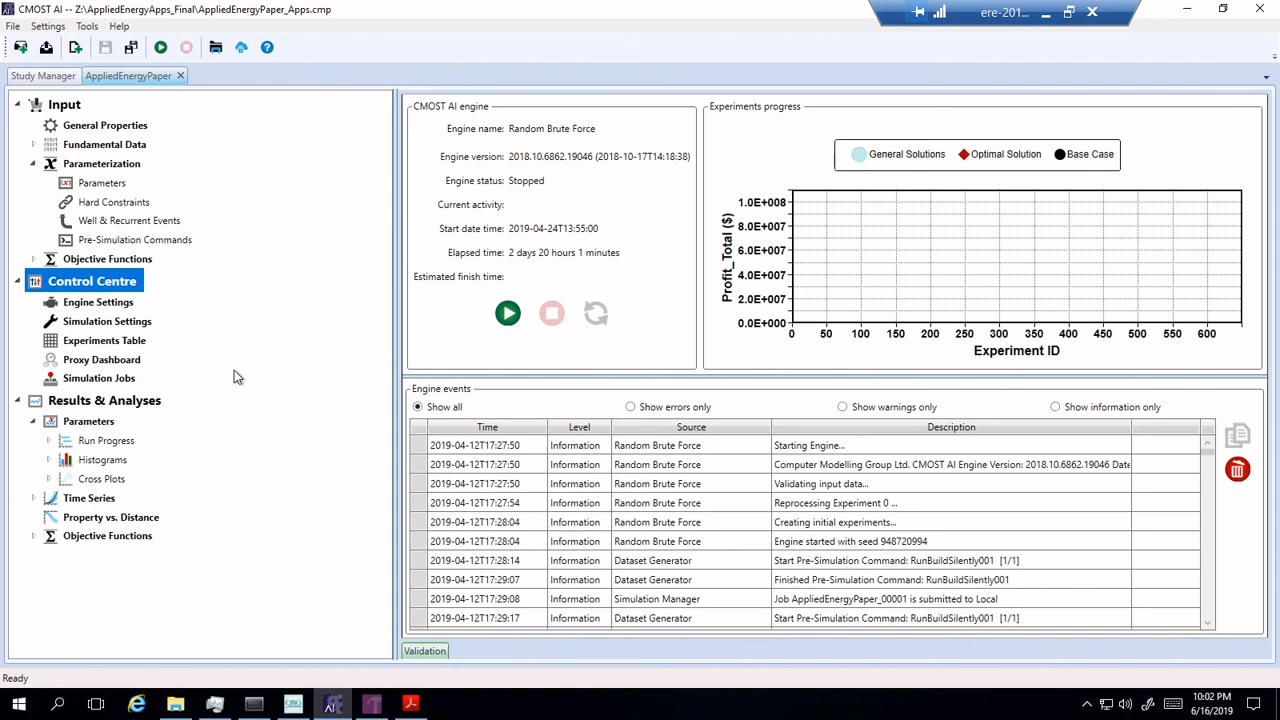 CMOST AI -- Z:\AppliedEnergyApps_Final\AppliedEnergyPaper_Apps.cmp
ere-201...
File Settings Tools Help
Study Manager AppliedEnergyPaper
Input
General Properties
Fundamental Data
Parameterization
Parameters
Hard Constraints
Well & Recurrent Events
Pre-Simulation Commands
Objective Functions
Control Centre
Engine Settings
Simulation Settings
Experiments Table
Proxy Dashboard
Simulation Jobs
Results & Analyses
Parameters
Run Progress
Histograms
Cross Plots
Time Series
Property vs. Distance
Objective Functions
CMOST AI engine
Engine name: Random Brute Force
Engine version: 2018.10.6862.19046 (2018-10-17T14:18:38)
Engine status: Stopped
Current activity:
Start date time: 2019-04-24T13:55:00
Elapsed time: 2 days 20 hours 1 minutes
Estimated finish time:
Experiments progress
General Solutions Optimal Solution Base Case
Profit_Total ($)
1.0E+008
8.0E+007
6.0E+007
4.0E+007
2.0E+007
0.0E+000
0 50 100 150 200 250 300 350 400 450 500 550 600
Experiment ID
Engine events
Show all Show errors only Show warnings only Show information only
Time Level Source Description
2019-04-12T17:27:50 Information Random Brute Force Starting Engine...
2019-04-12T17:27:50 Information Random Brute Force Computer Modelling Group Ltd. CMOST AI Engine Version: 2018.10.6862.19046 Date
2019-04-12T17:27:50 Information Random Brute Force Validating input data...
2019-04-12T17:27:54 Information Random Brute Force Reprocessing Experiment 0 ...
2019-04-12T17:28:04 Information Random Brute Force Creating initial experiments...
2019-04-12T17:28:04 Information Random Brute Force Engine started with seed 948720994
2019-04-12T17:28:14 Information Dataset Generator Start Pre-Simulation Command: RunBuildSilently001 [1/1]
2019-04-12T17:29:07 Information Dataset Generator Finished Pre-Simulation Command: RunBuildSilently001
2019-04-12T17:29:08 Information Simulation Manager Job AppliedEnergyPaper_00001 is submitted to Local
2019-04-12T17:29:17 Information Dataset Generator Start Pre-Simulation Command: RunBuildSilently001 [1/1]
Validation
Ready
10:02 PM
6/16/2019